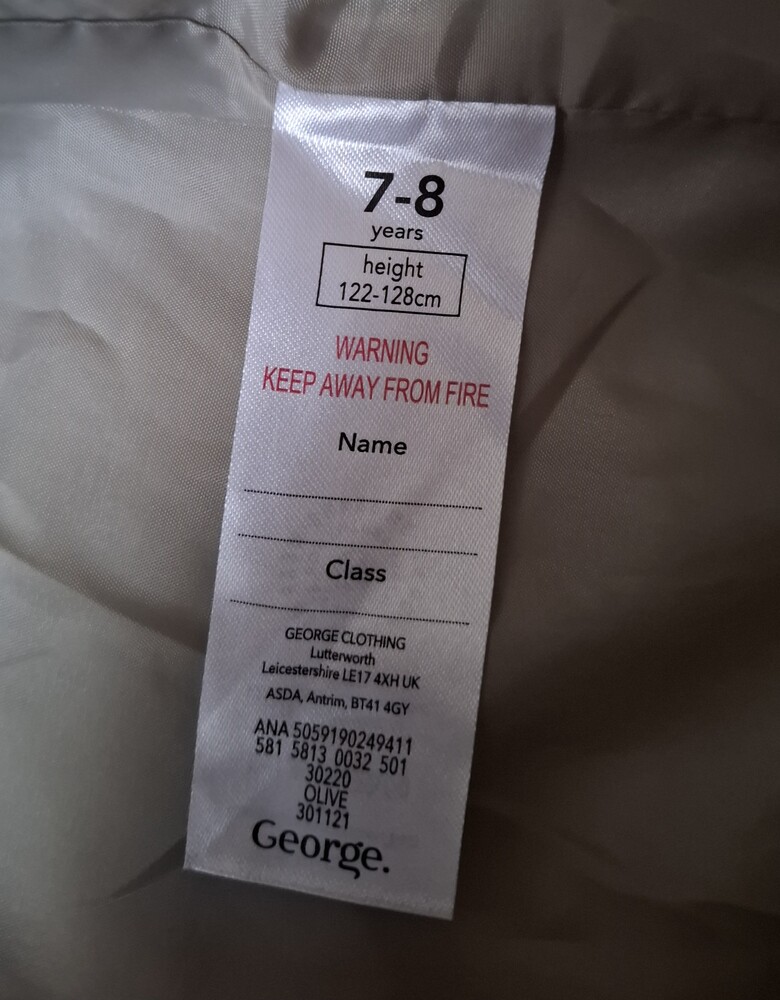 7-8
years
height
122-128cm
WARNING
KEEP AWAY FROM FIRE
Name
Class
GEORGE CLOTHING
Lutterworth
Leicestershire LE17 4XH UK
ASDA, Antrim, BT41 4GY
ANA 5059190249411
581 5813 0032 501
30220
OLIVE
301121
George.